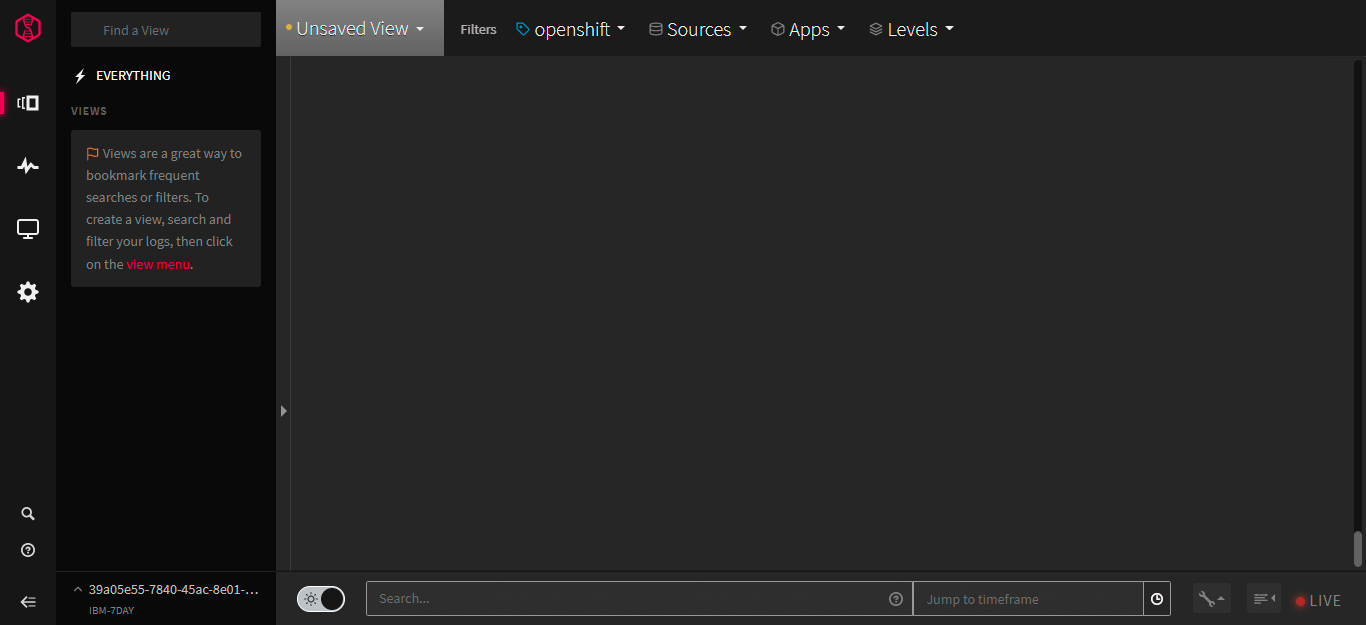 Find a View
EVERYTHING
VIEWS
Views are a great way to
bookmark frequent
searches or filters. To
create a view, search and
filter your logs, then click
on the view menu.
39a05e55-7840-45ac-8e01-...
IBM-7DAY
Unsaved View
Filters
openshift
Sources
Apps
Levels
Search...
Jump to timeframe
LIVE